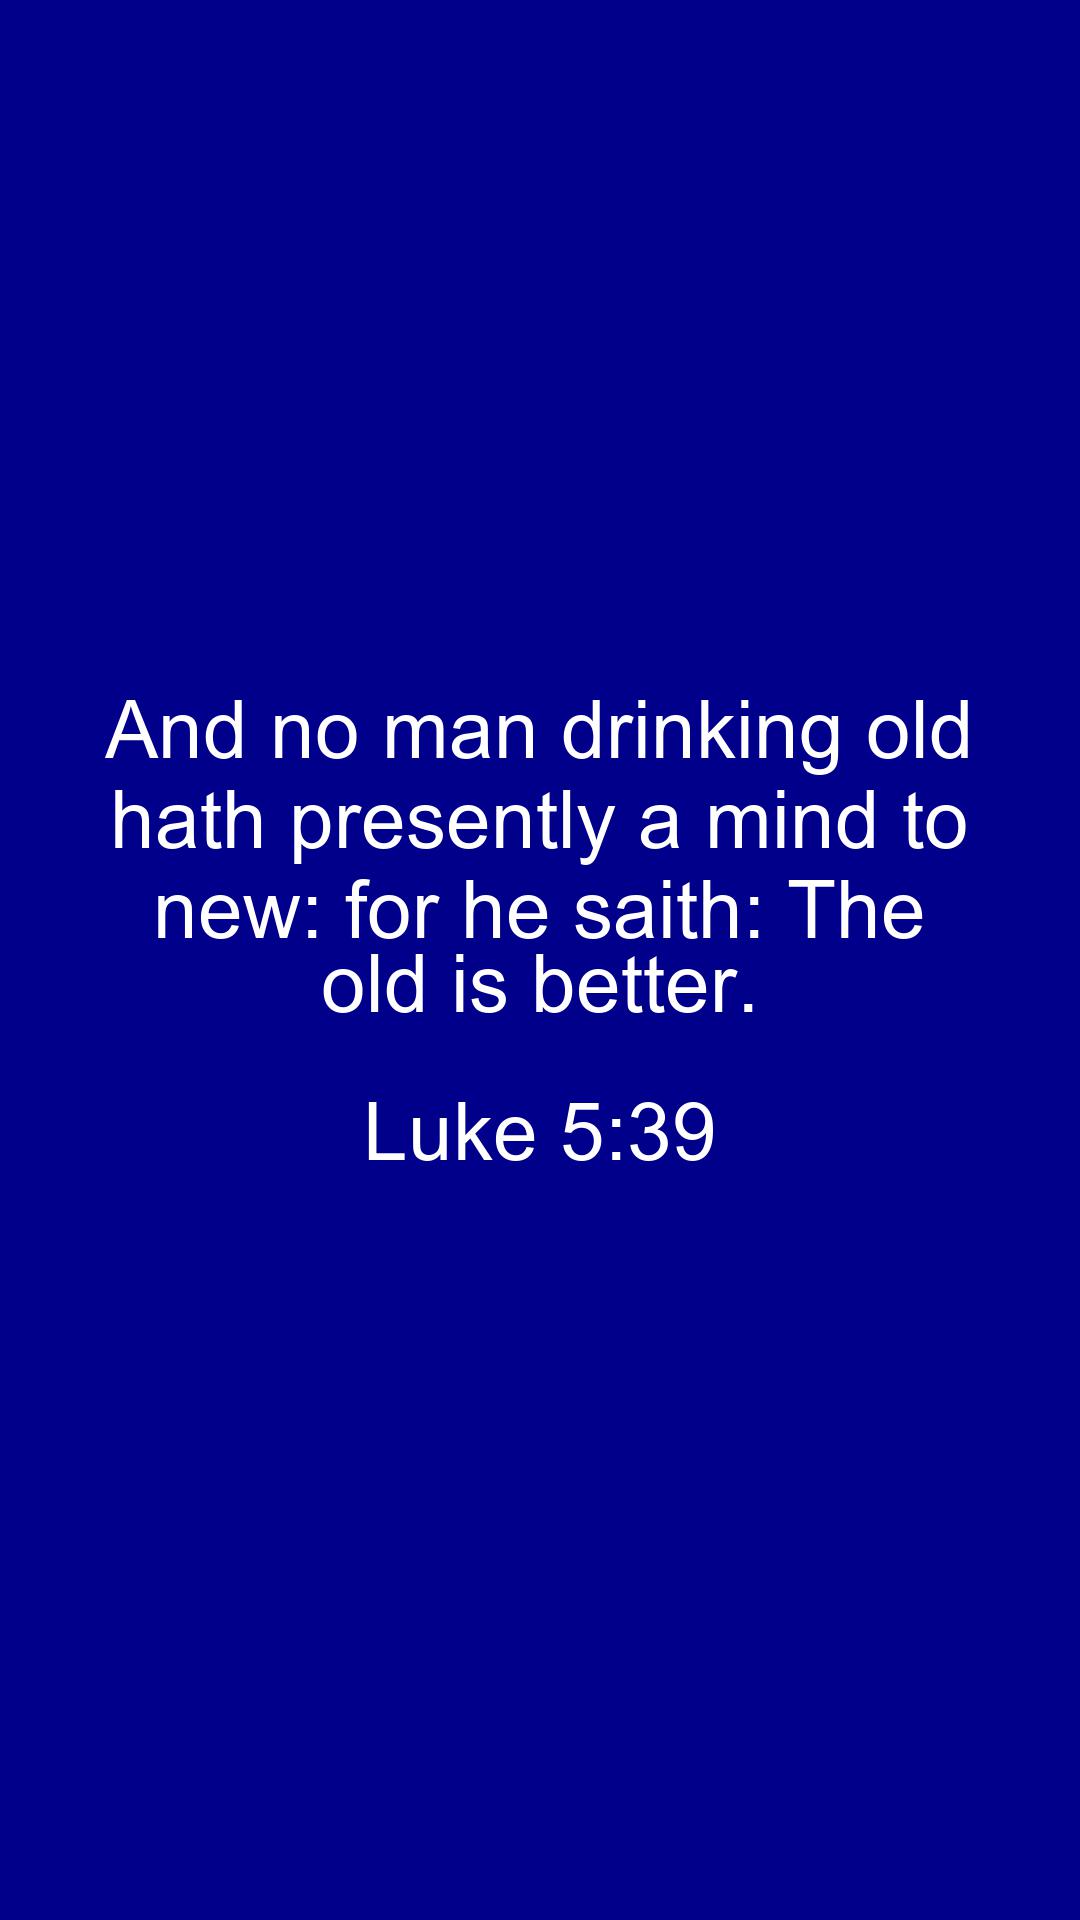 And no man drinking old
hath presently a mind to
new: for he saith: The
old is better.
Luke 5:39